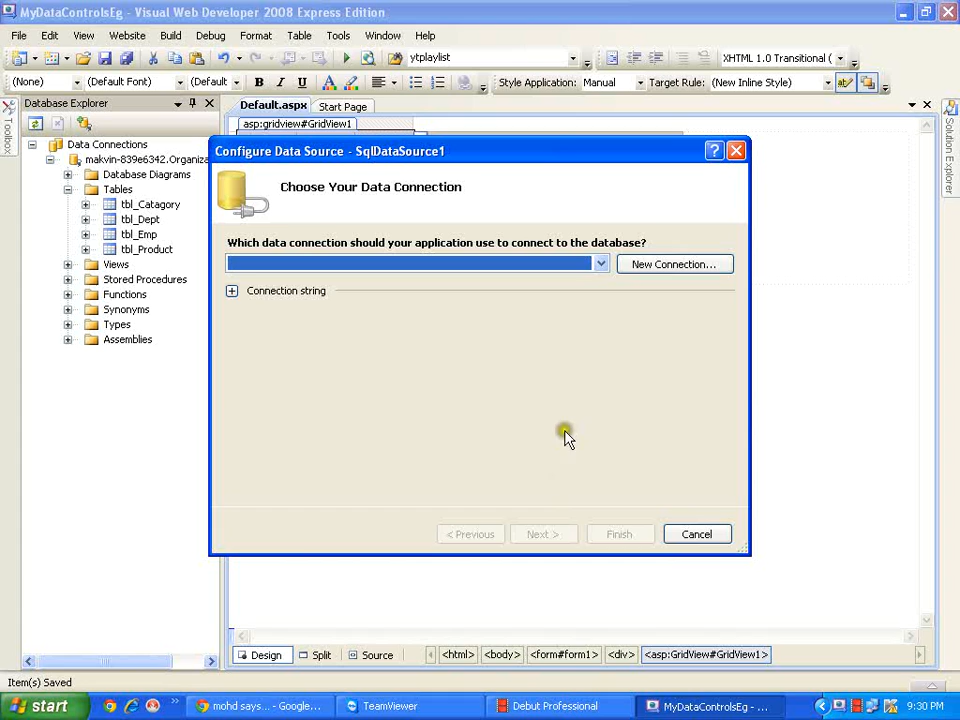 MyDataControlsEg - Visual Web Developer 2008 Express Edition
File Edit View Website Build Debug Format Table Tools Window Help
ytplaylist XHTML 1.0 Transitional (
(None) (Default Font) (Default B I U A Style Application: Manual Target Rule: (New Inline Style)
Database Explorer
Default.aspx Start Page
asp:gridview#GridView1
Toolbox
Solution Explorer
Data Connections
makvin-839e6342.Organiza
Database Diagrams
Tables
tbl_Catagory
tbl_Dept
tbl_Emp
tbl_Product
Views
Stored Procedures
Functions
Synonyms
Types
Assemblies
Configure Data Source - SqlDataSource1
Choose Your Data Connection
Which data connection should your application use to connect to the database?
New Connection...
Connection string
< Previous Next > Finish Cancel
Design Split Source <html> <body> <form#form1> <div> <asp:GridView#GridView1>
Item(s) Saved
start mohd says... - Google... TeamViewer Debut Professional MyDataControlsEg - ... 9:30 PM